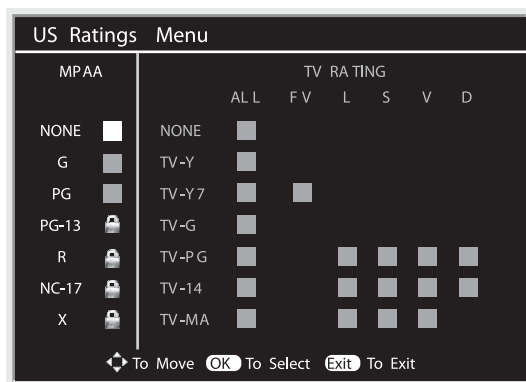 US Ratings Menu
MPAA
TV RATING
ALL FV L S V D
NONE NONE
G TV-Y
PG TV-Y7
PG-13 TV-G
R TV-PG
NC-17 TV-14
X TV-MA
To Move OK To Select Exit To Exit